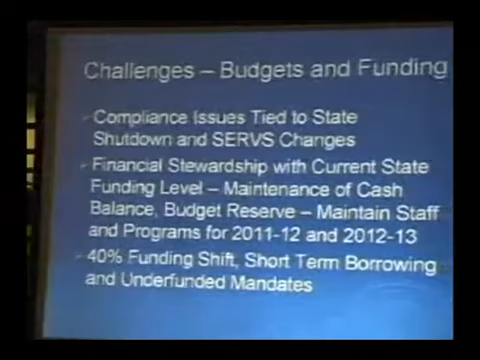 Challenges – Budgets and Funding
Compliance Issues Tied to State
Shutdown and SERVS Changes
Financial Stewardship with Current State
Funding Level – Maintenance of Cash
Balance, Budget Reserve – Maintain Staff
and Programs for 2011-12 and 2012-13
40% Funding Shift, Short Term Borrowing
and Underfunded Mandates